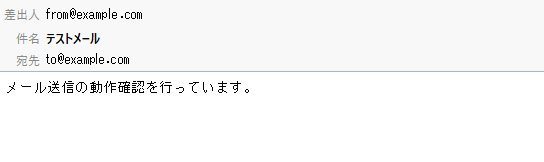 差出人 from@example.com
件名 テストメール
宛先 to@example.com
メール送信の動作確認を行っています。